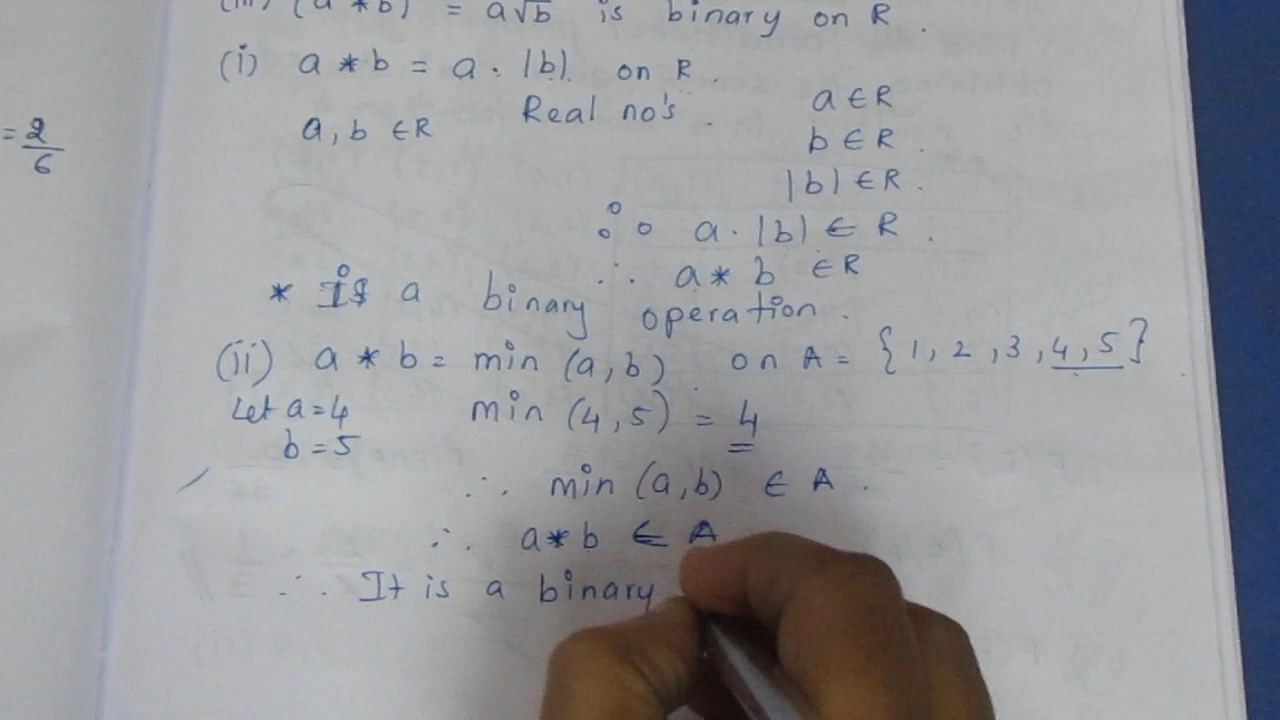 (iii) (a * b) = a√b is binary on R.
(i) a * b = a . |b|. on R.
= 2/6
a, b ∈ R Real no's. a ∈ R
b ∈ R.
|b| ∈ R.
∴ a . |b| ∈ R.
∴ a * b ∈ R
* is a binary operation.
(ii) a * b = min (a, b). on A = {1, 2, 3, 4, 5}
Let a = 4 min (4, 5) = 4
b = 5
∴ min (a, b) ∈ A.
∴ a * b ∈ A
∴ It is a binary